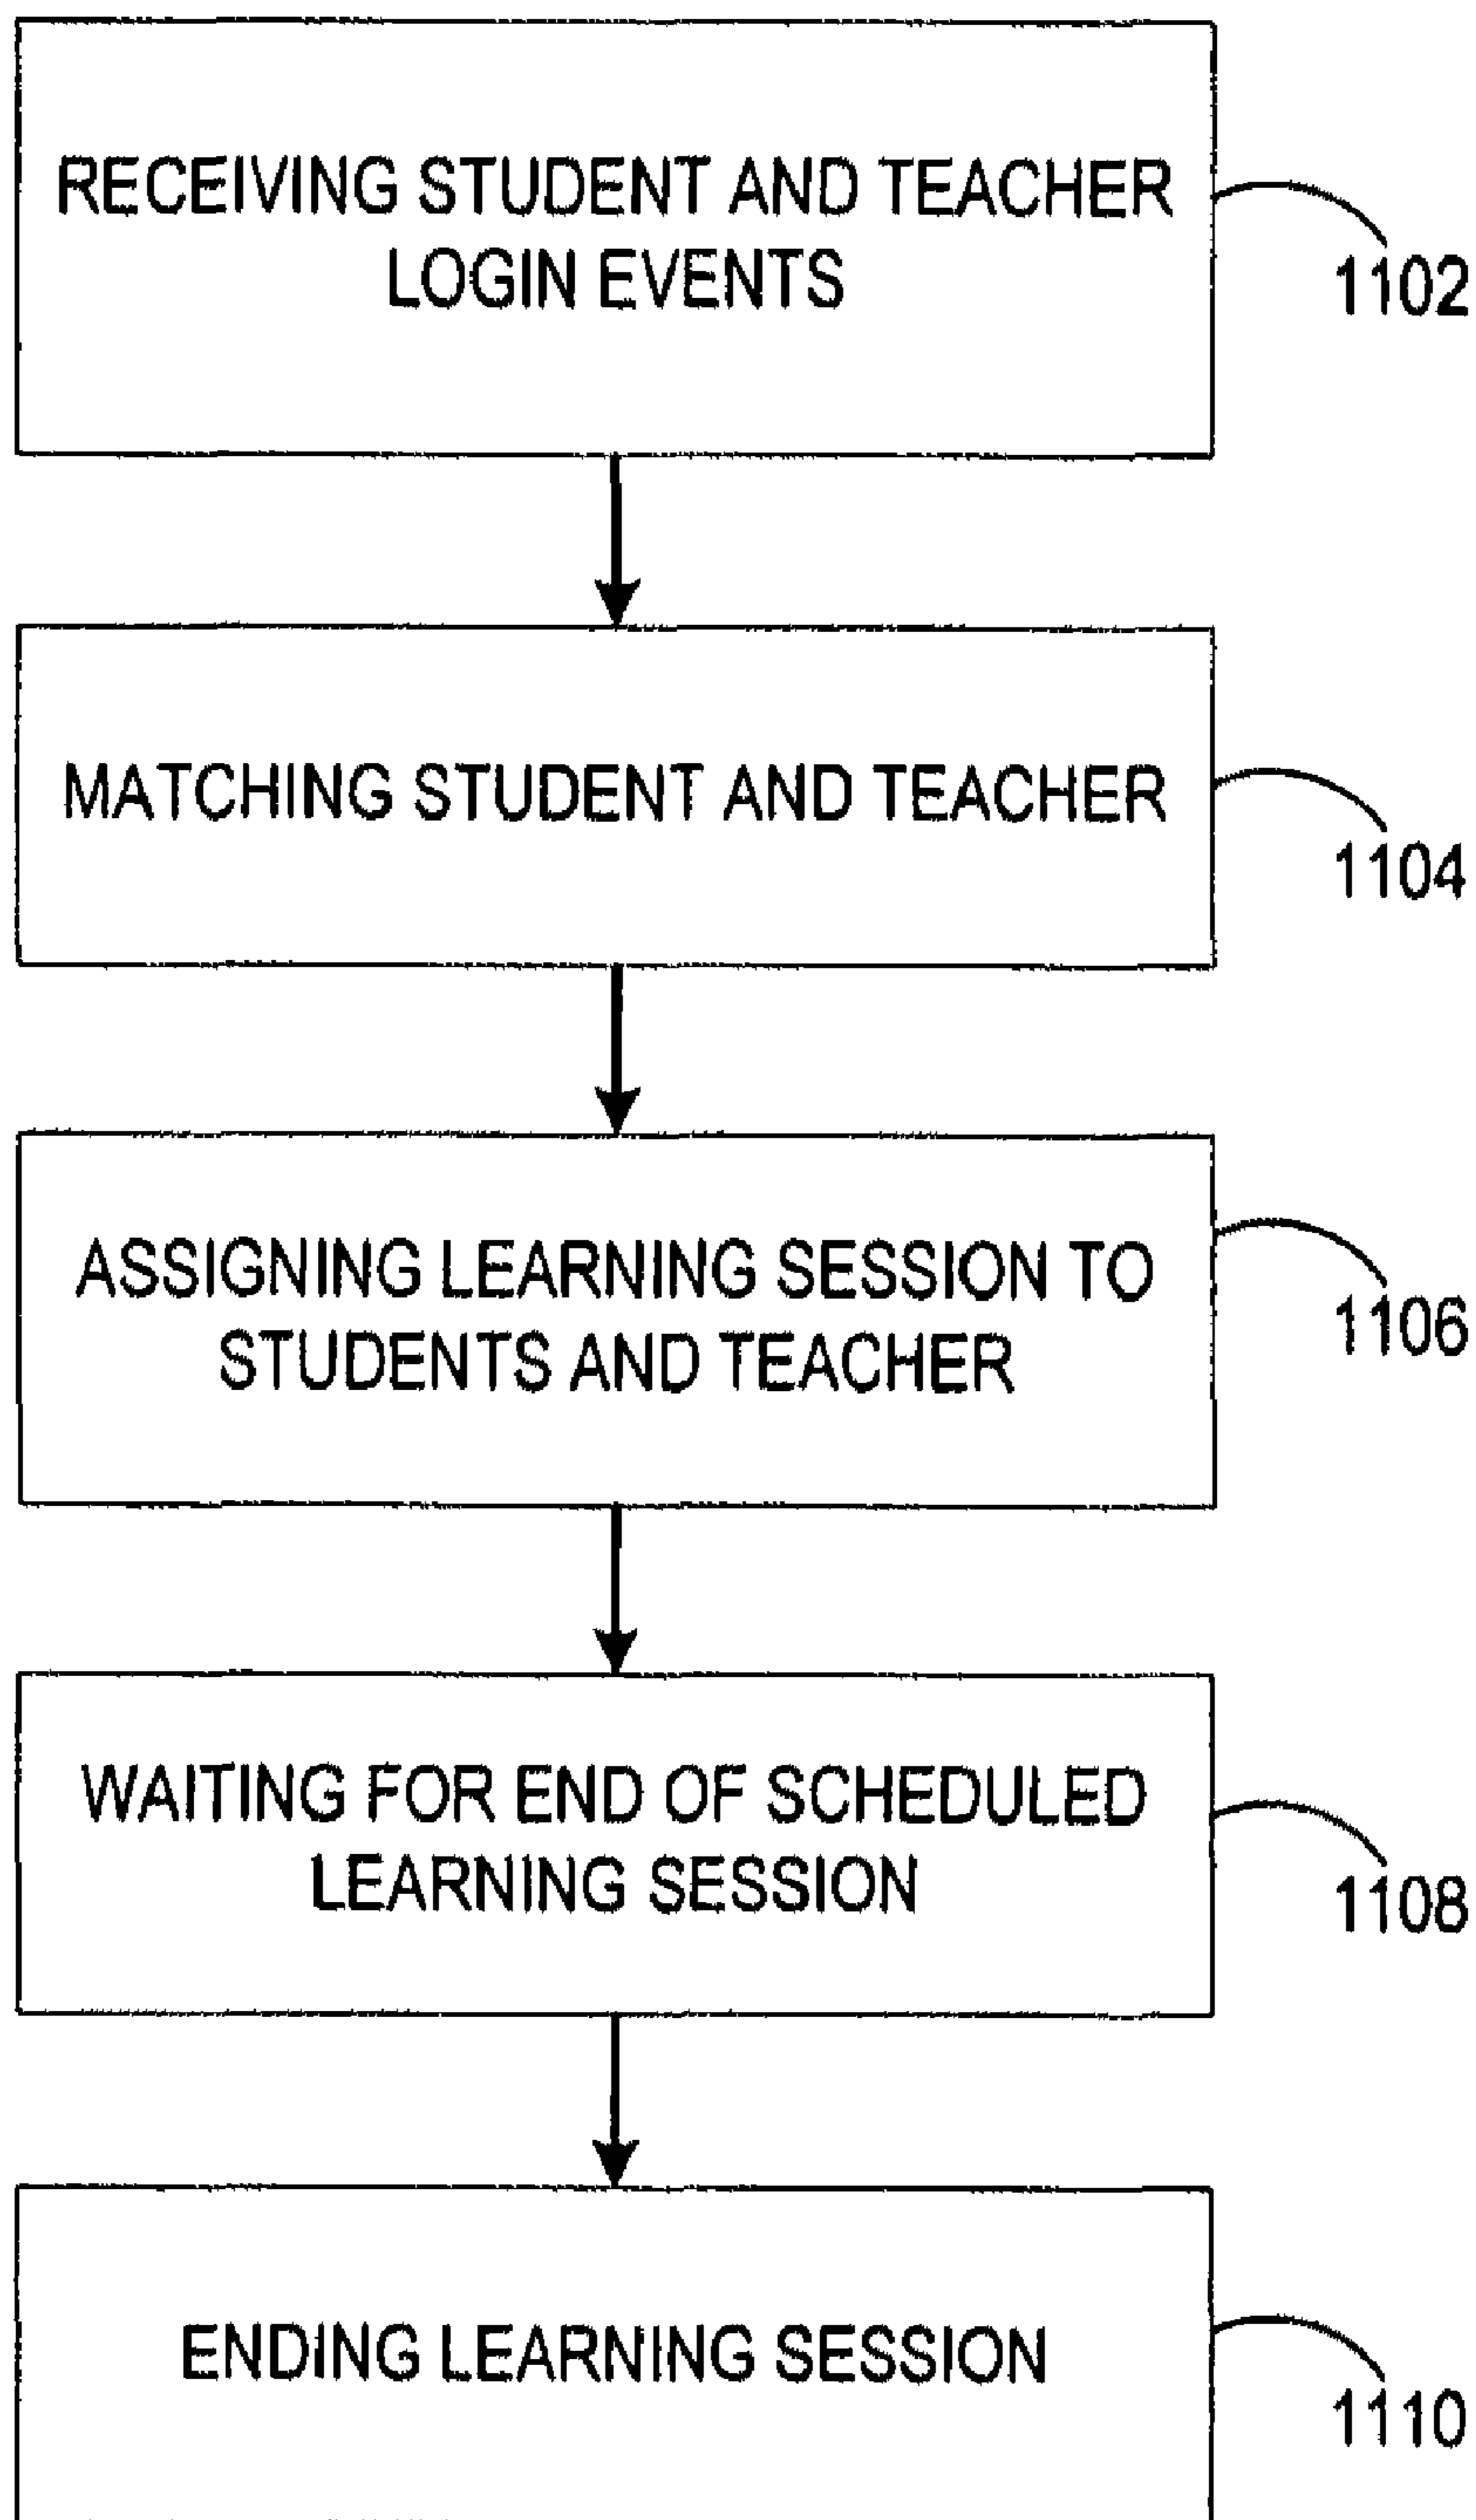 RECEIVING STUDENT AND TEACHER
LOGIN EVENTS
1102
MATCHING STUDENT AND TEACHER
1104
ASSIGNING LEARNING SESSION TO
STUDENTS AND TEACHER
1106
WAITING FOR END OF SCHEDULED
LEARNING SESSION
1108
ENDING LEARNING SESSION
1110